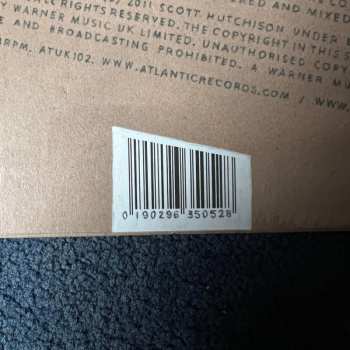 2011 SCOTT HUTCHISON UNDER
ALL RIGHTS RESERVED. THE COPYRIGHT IN THIS S
WARNER MUSIC UK LIMITED. UNAUTHORISED COPY
AND BROADCASTING PROHIBITED. A WARNER MUS
RPM. ATUK102. WWW.ATLANTICRECORDS.COM / WWW.
0 190296 350528